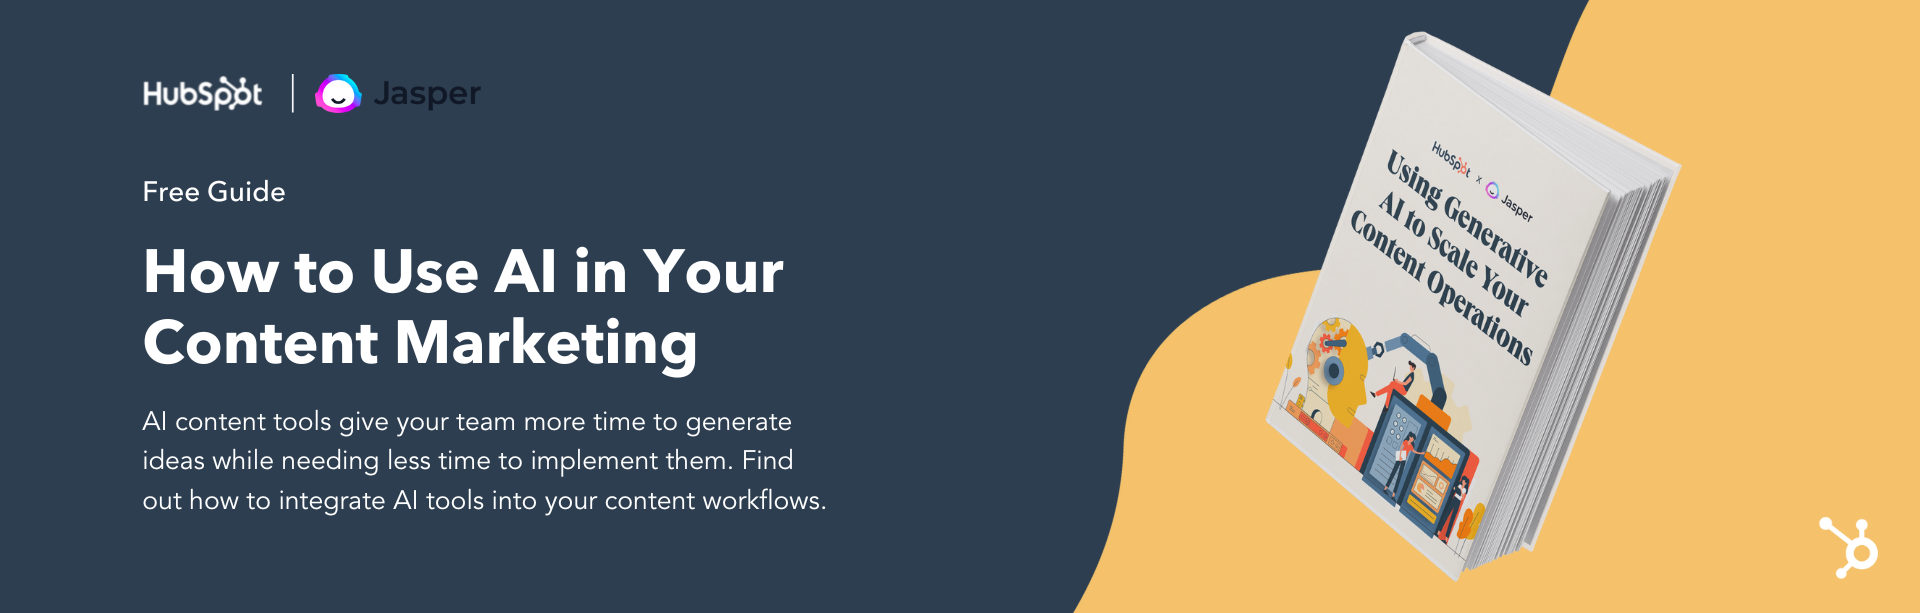 HubSpot | Jasper
Free Guide
How to Use AI in Your
Content Marketing
AI content tools give your team more time to generate
ideas while needing less time to implement them. Find
out how to integrate AI tools into your content workflows.
HubSpot x Jasper
Using Generative
AI to Scale Your
Content Operations